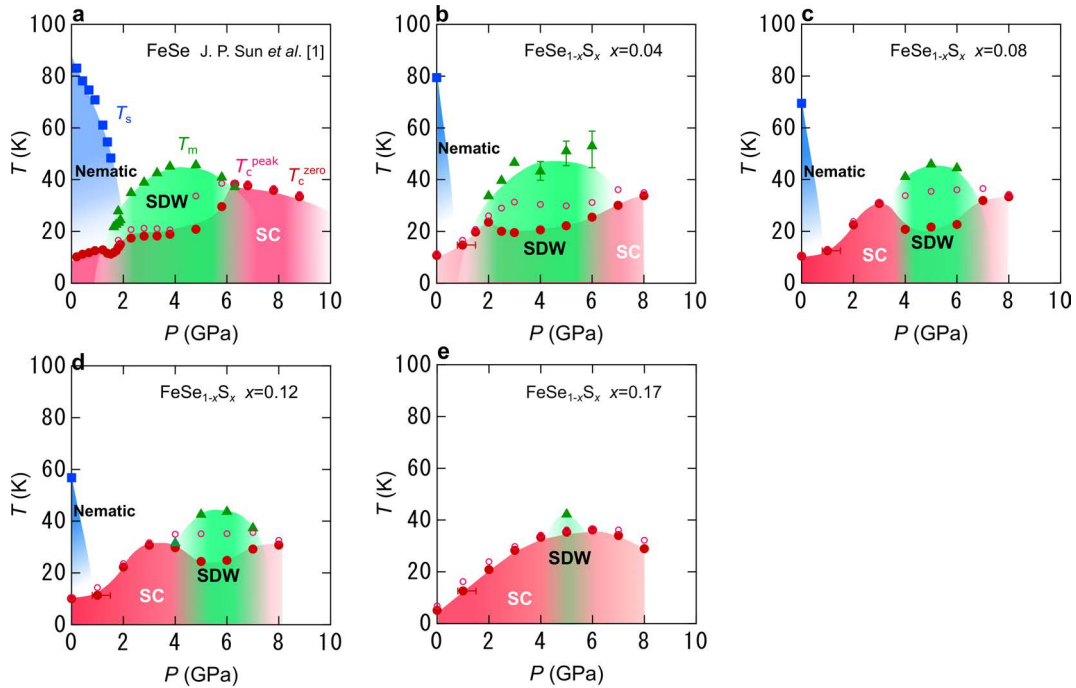 a
FeSe J. P. Sun et al. [1]
100
80
60
40
20
0
T (K)
Ts
Nematic
Tm
SDW
Tc peak
Tc zero
SC
0 2 4 6 8 10
P (GPa)
b
FeSe1-xSx x=0.04
100
80
60
40
20
0
T (K)
Nematic
SDW
SC
0 2 4 6 8 10
P (GPa)
c
FeSe1-xSx x=0.08
100
80
60
40
20
0
T (K)
Nematic
SC
SDW
0 2 4 6 8 10
P (GPa)
d
FeSe1-xSx x=0.12
100
80
60
40
20
0
T (K)
Nematic
SC
SDW
0 2 4 6 8 10
P (GPa)
e
FeSe1-xSx x=0.17
100
80
60
40
20
0
T (K)
SDW
SC
0 2 4 6 8 10
P (GPa)